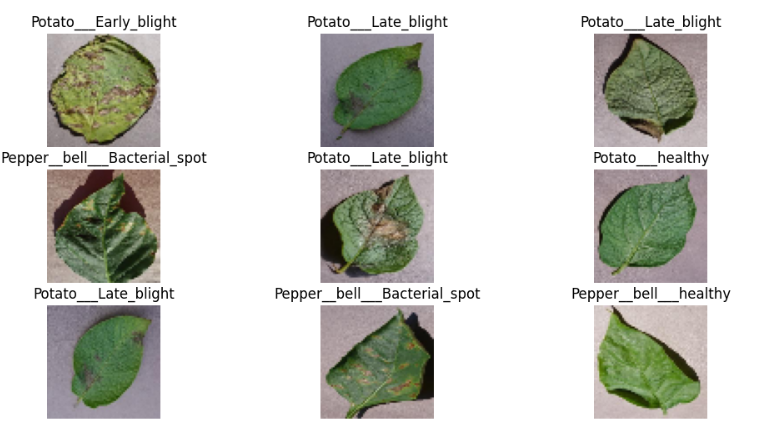 Potato___Early_blight
Potato___Late_blight
Potato___Late_blight
Pepper__bell___Bacterial_spot
Potato___Late_blight
Potato___healthy
Potato___Late_blight
Pepper__bell___Bacterial_spot
Pepper__bell___healthy